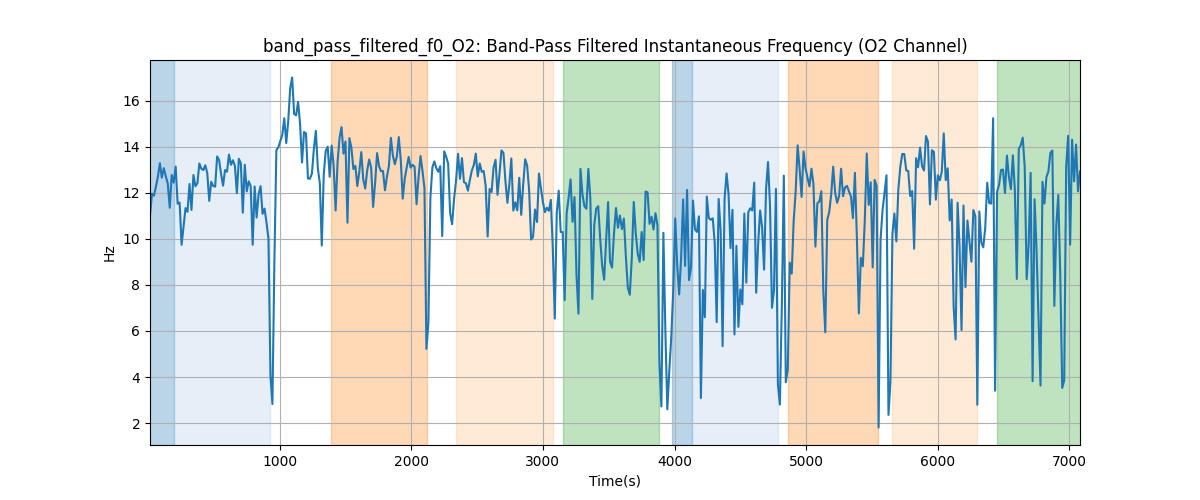 band_pass_filtered_f0_O2: Band-Pass Filtered Instantaneous Frequency (O2 Channel)
16
14
12
10
8
6
4
2
Hz
1000 2000 3000 4000 5000 6000 7000
Time(s)